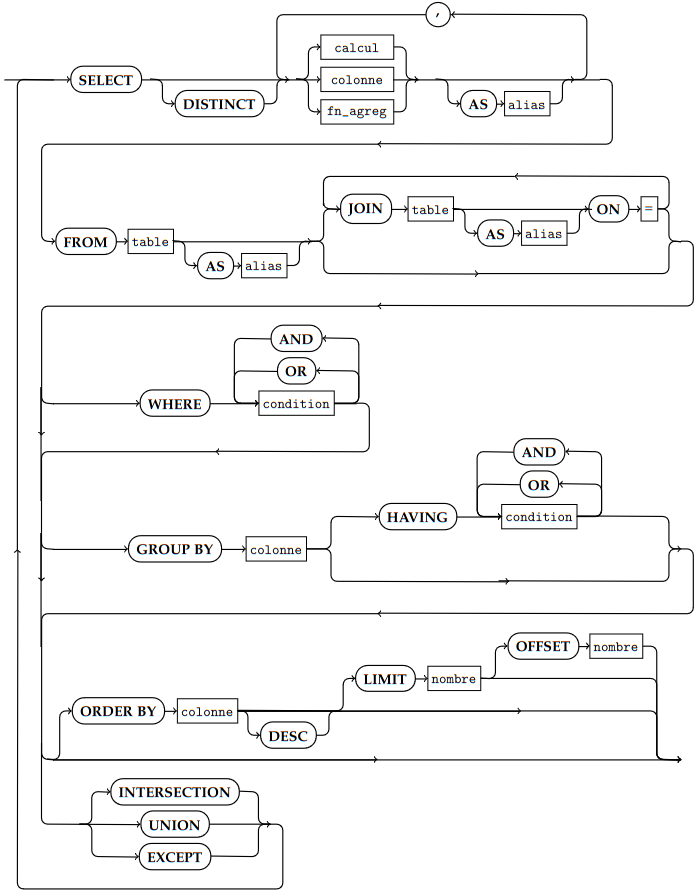 ,
calcul
SELECT colonne
DISTINCT fn_agreg AS alias
JOIN table ON =
AS alias
FROM table
AS alias
AND
OR
WHERE condition
AND
OR
HAVING condition
GROUP BY colonne
OFFSET nombre
LIMIT nombre
ORDER BY colonne
DESC
INTERSECTION
UNION
EXCEPT